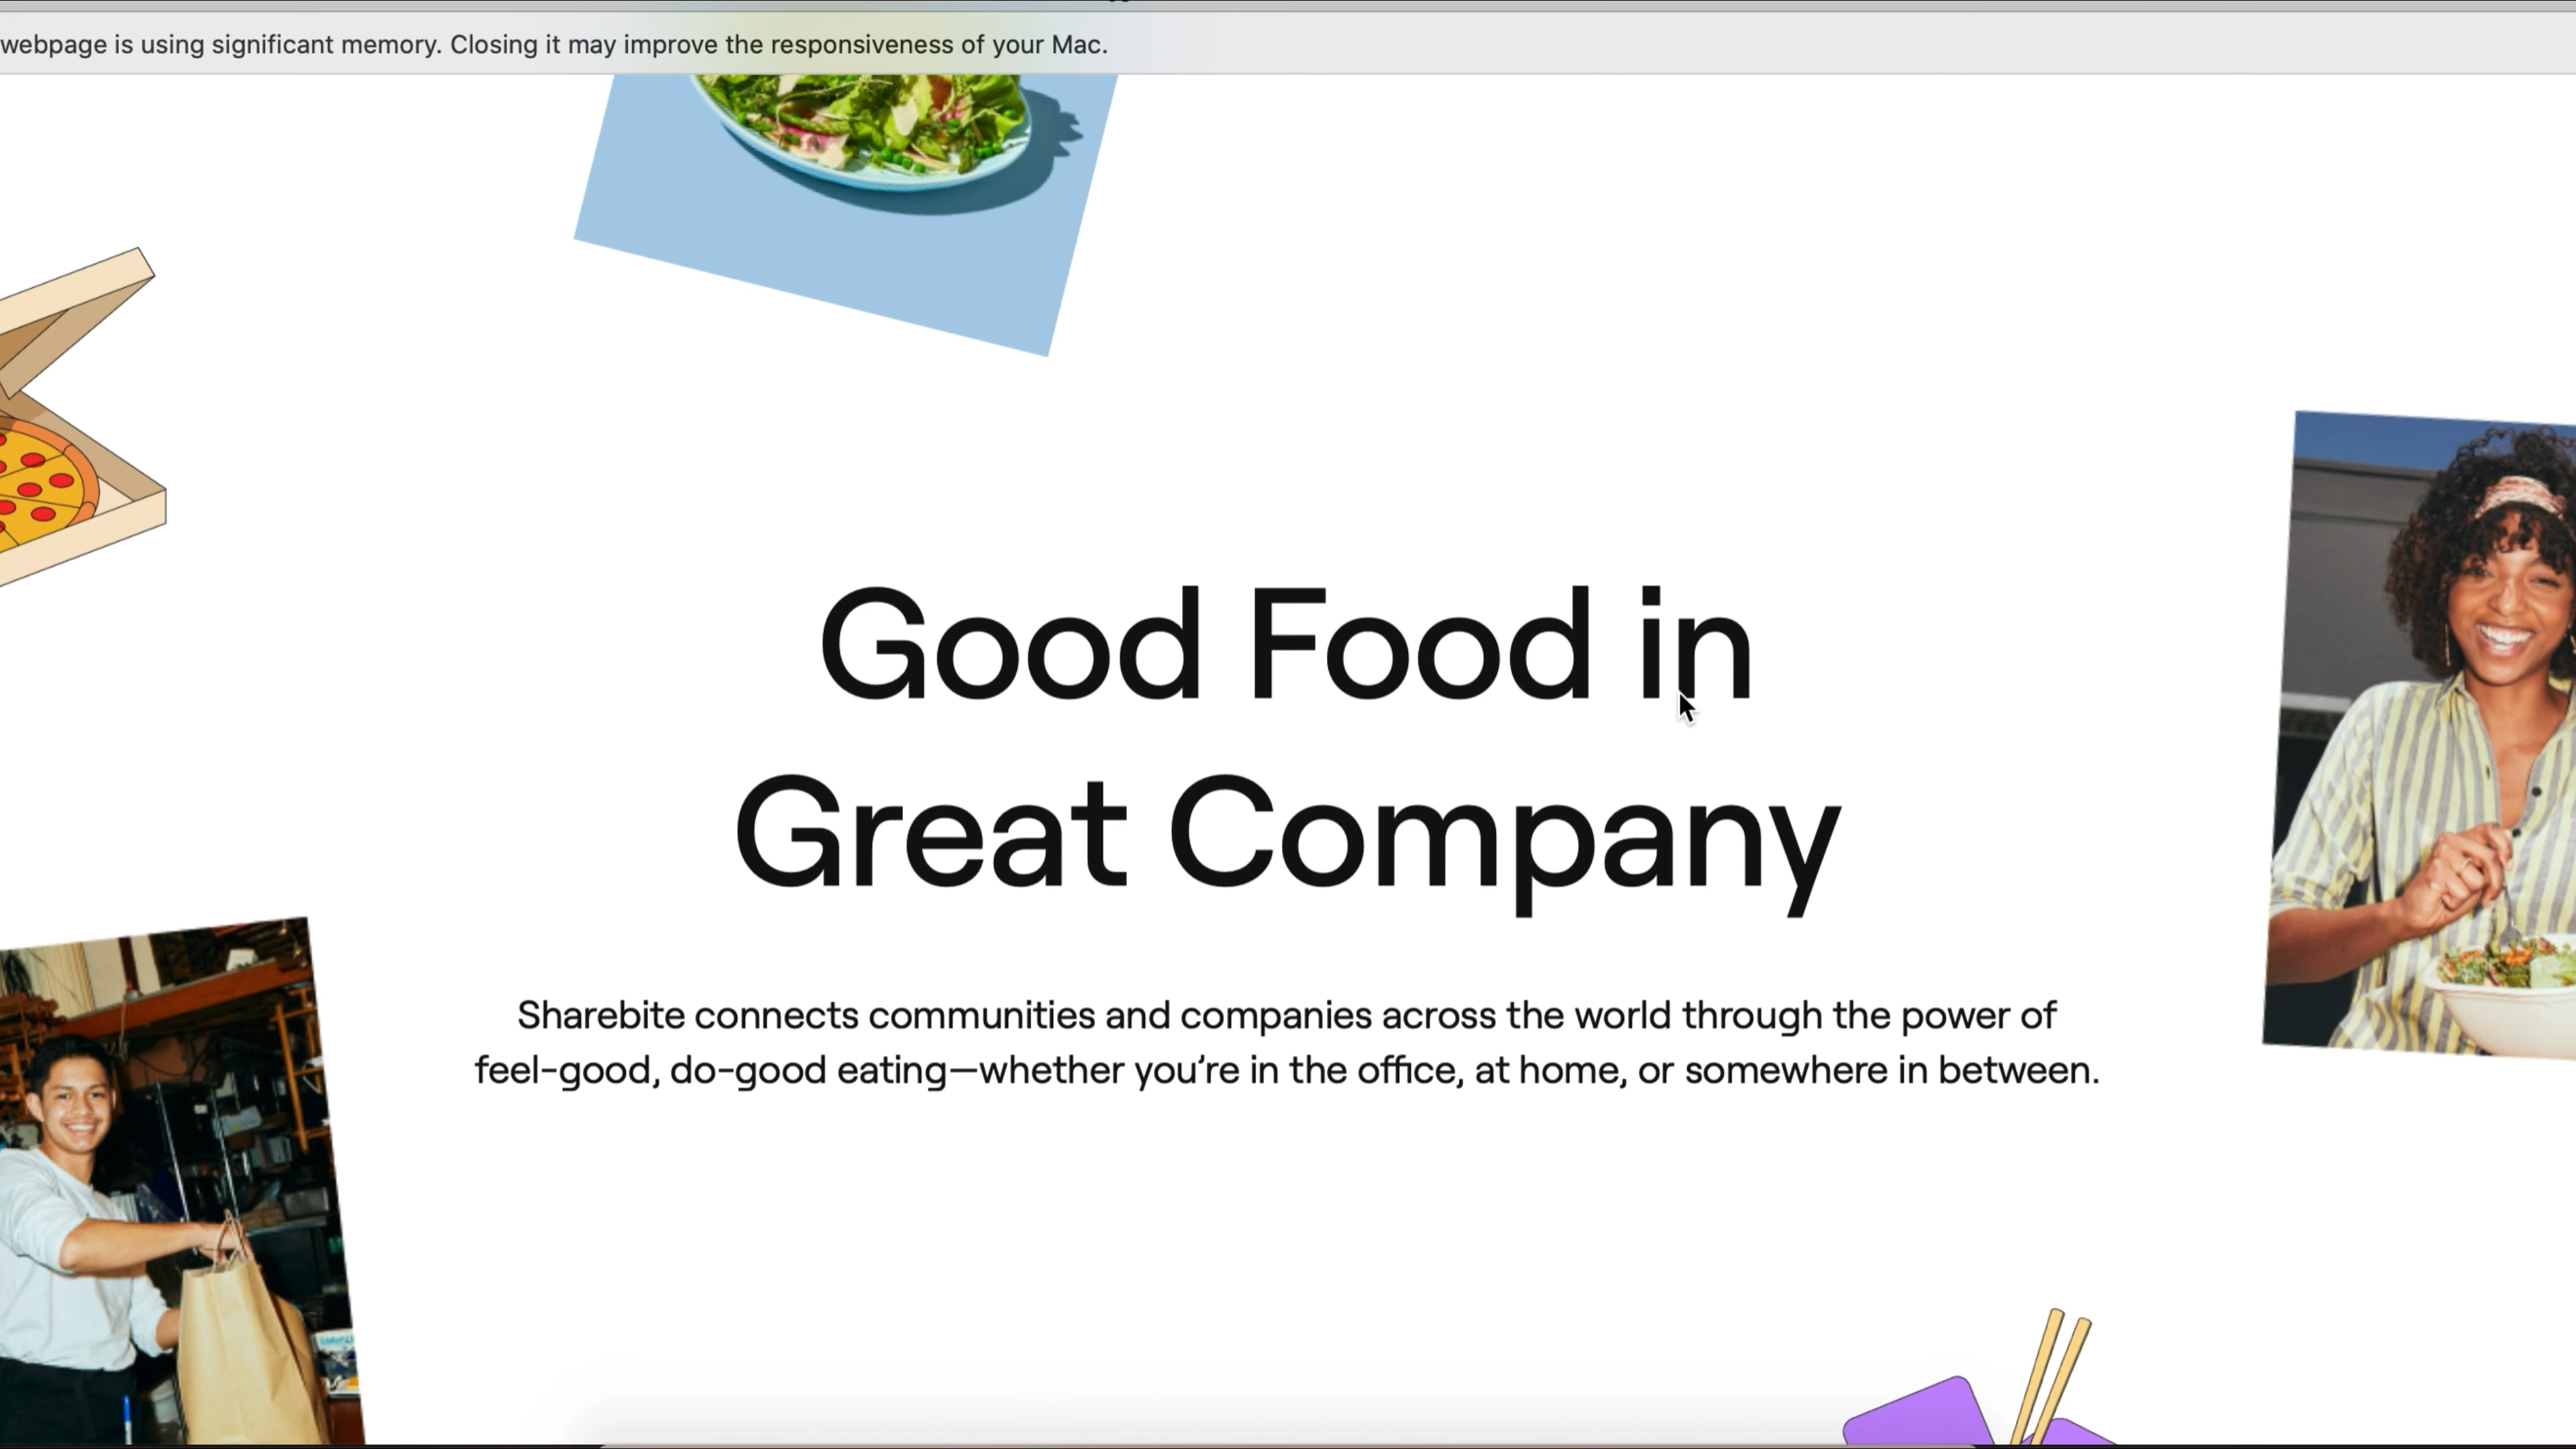 webpage is using significant memory. Closing it may improve the responsiveness of your Mac.
Good Food in
Great Company
Sharebite connects communities and companies across the world through the power of
feel-good, do-good eating—whether you’re in the office, at home, or somewhere in between.